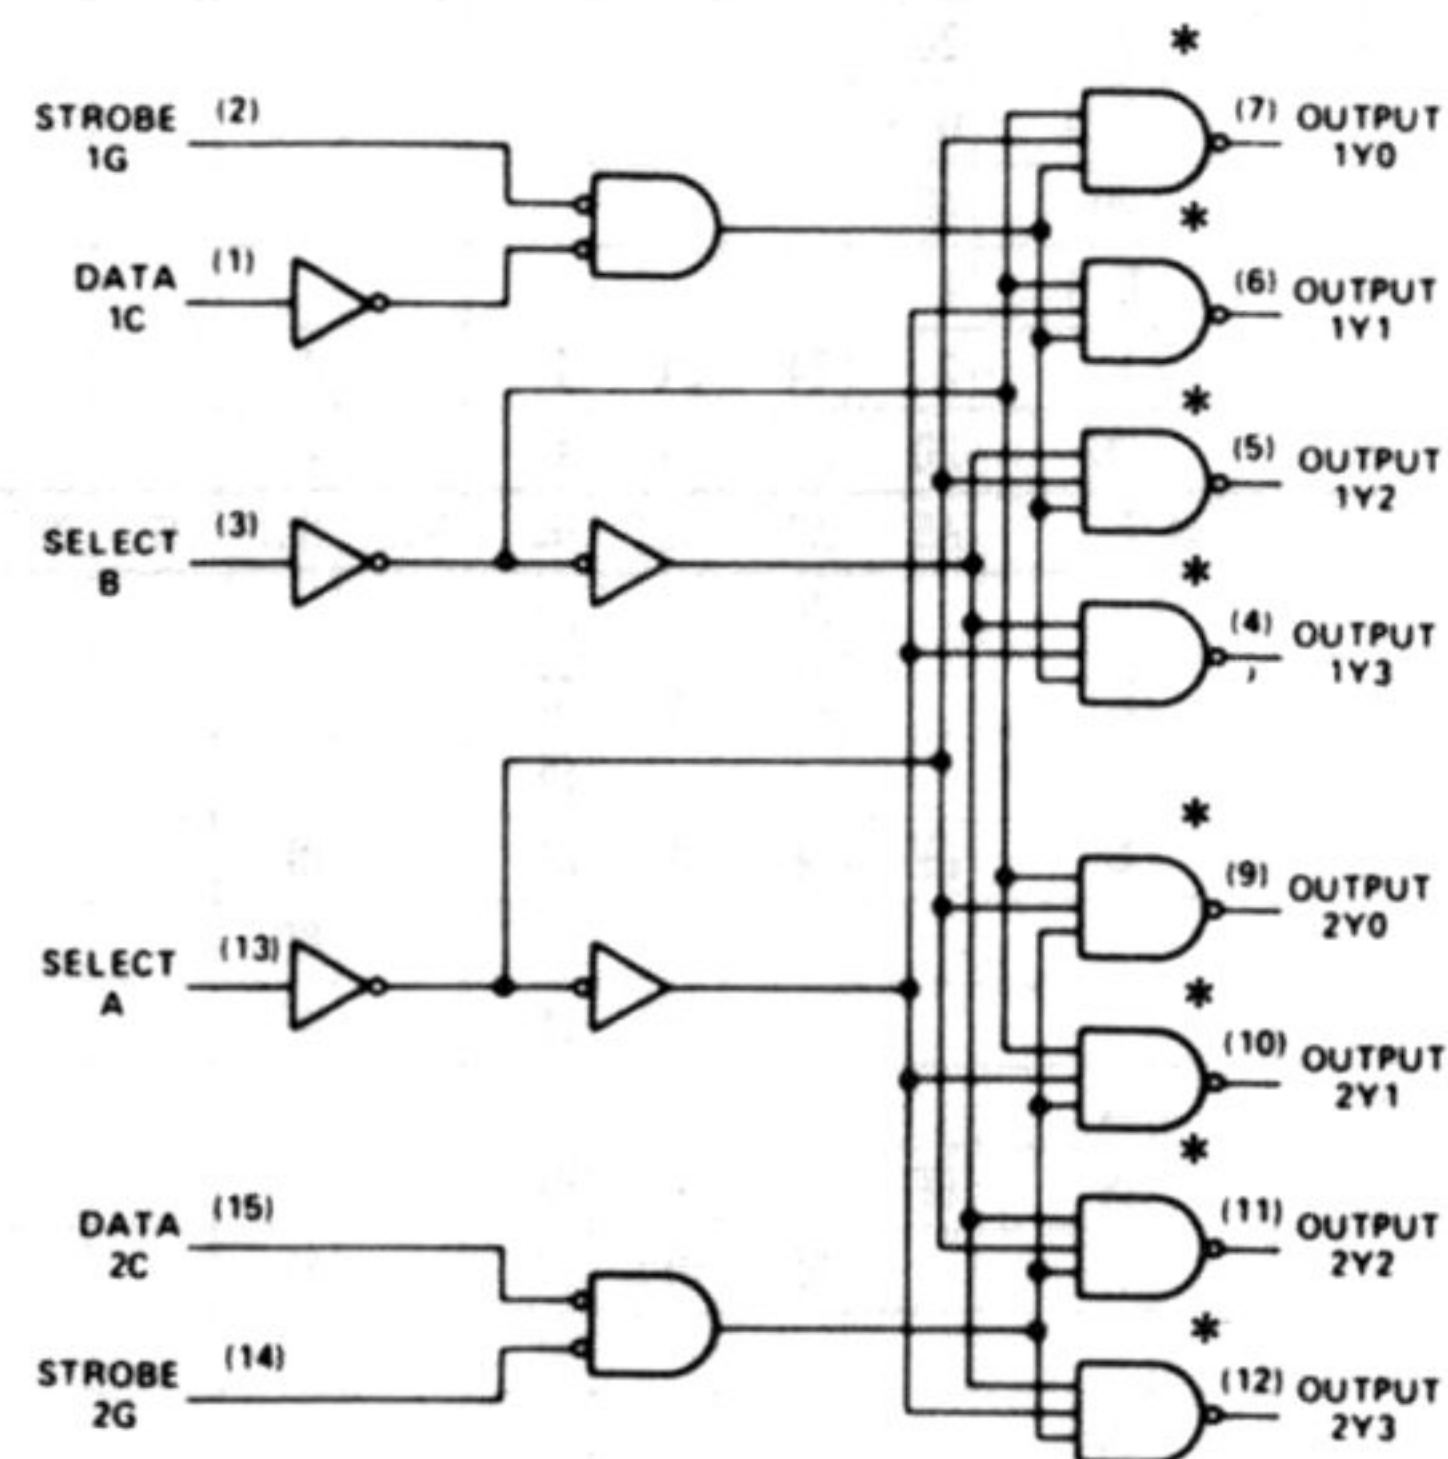 *
STROBE (2)
1G
(7) OUTPUT
1Y0
*
DATA (1)
1C
(6) OUTPUT
1Y1
*
(5) OUTPUT
1Y2
SELECT (3)
B
*
(4) OUTPUT
1Y3
*
(9) OUTPUT
2Y0
SELECT (13)
A
*
(10) OUTPUT
2Y1
*
DATA (15)
2C
(11) OUTPUT
2Y2
*
STROBE (14)
2G
(12) OUTPUT
2Y3